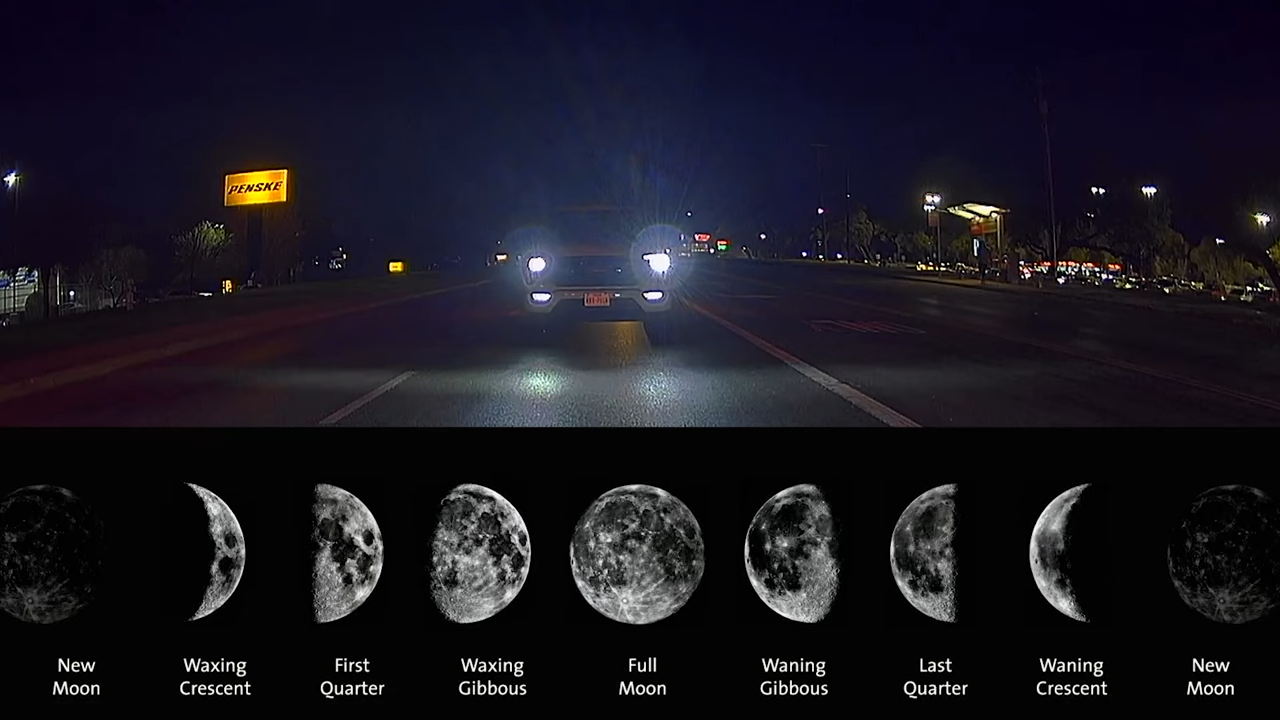 PENSKE
New
Moon
Waxing
Crescent
First
Quarter
Waxing
Gibbous
Full
Moon
Waning
Gibbous
Last
Quarter
Waning
Crescent
New
Moon